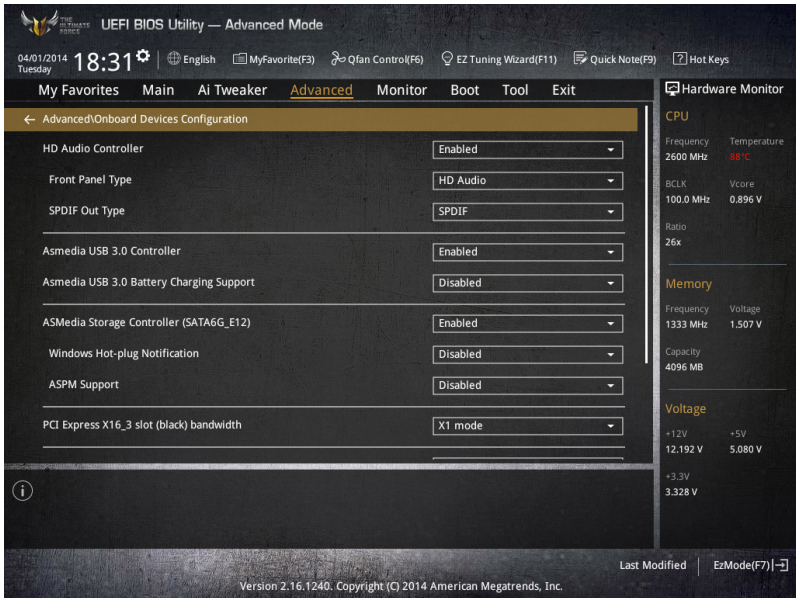 THE ULTIMATE FORCE UEFI BIOS Utility — Advanced Mode
04/01/2014 Tuesday 18:31 English MyFavorite(F3) Qfan Control(F6) EZ Tuning Wizard(F11) Quick Note(F9) Hot Keys
My Favorites Main Ai Tweaker Advanced Monitor Boot Tool Exit
Advanced\Onboard Devices Configuration
HD Audio Controller Enabled
Front Panel Type HD Audio
SPDIF Out Type SPDIF
Asmedia USB 3.0 Controller Enabled
Asmedia USB 3.0 Battery Charging Support Disabled
ASMedia Storage Controller (SATA6G_E12) Enabled
Windows Hot-plug Notification Disabled
ASPM Support Disabled
PCI Express X16_3 slot (black) bandwidth X1 mode
Hardware Monitor
CPU
Frequency Temperature
2600 MHz 38°C
BCLK Vcore
100.0 MHz 0.896 V
Ratio
26x
Memory
Frequency Voltage
1333 MHz 1.507 V
Capacity
4096 MB
Voltage
+12V +5V
12.192 V 5.080 V
+3.3V
3.328 V
Last Modified EzMode(F7)
Version 2.16.1240. Copyright (C) 2014 American Megatrends, Inc.